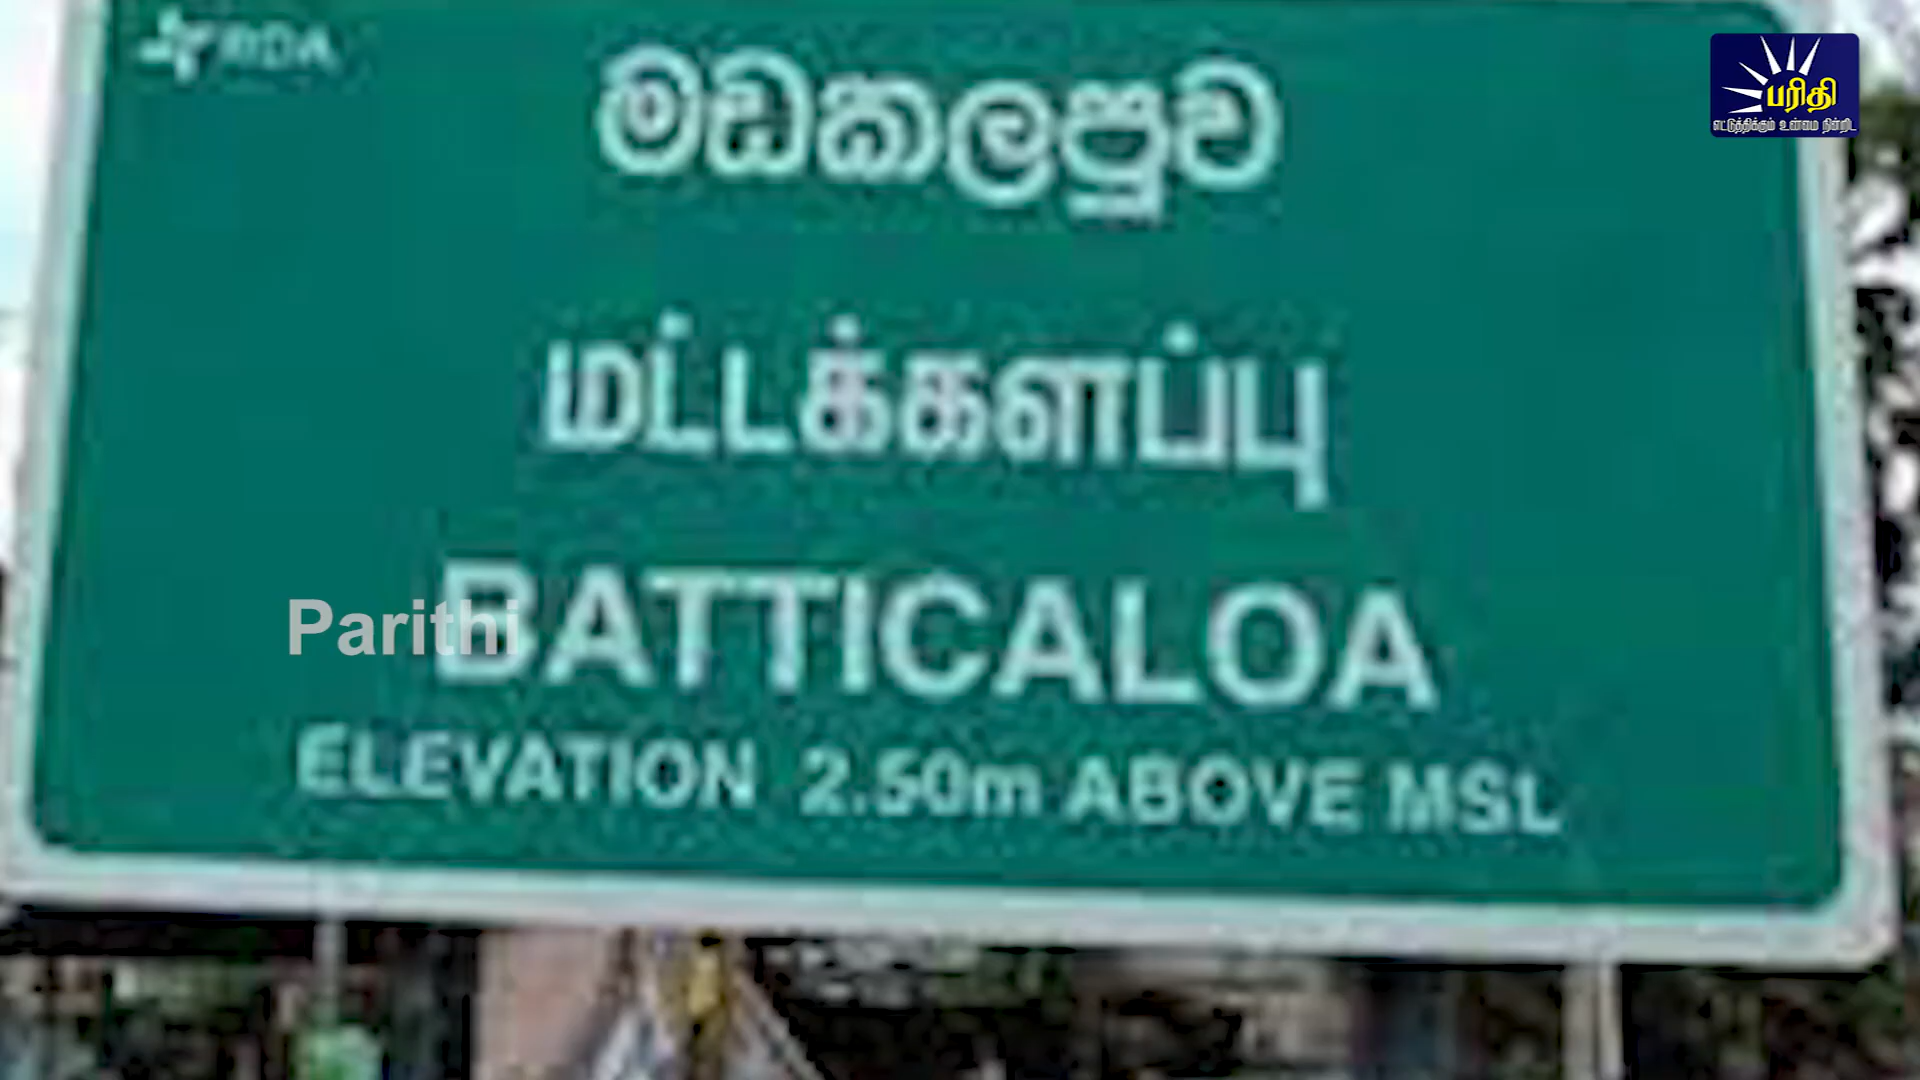 RDA
මඩකලපුව
மட்டக்களப்பு
BATTICALOA
ELEVATION 2.50m ABOVE MSL
Parithi
பரிதி
எட்டுத்திக்கும் உண்மை நின்றிட